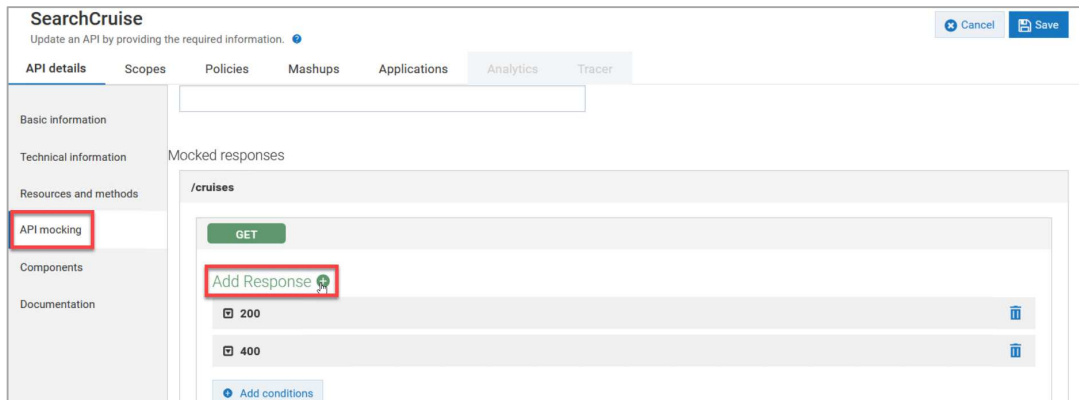 SearchCruise
Update an API by providing the required information.
Cancel
Save
API details Scopes Policies Mashups Applications Analytics Tracer
Basic information
Technical information
Resources and methods
API mocking
Components
Documentation
Mocked responses
/cruises
GET
Add Response
200
400
Add conditions